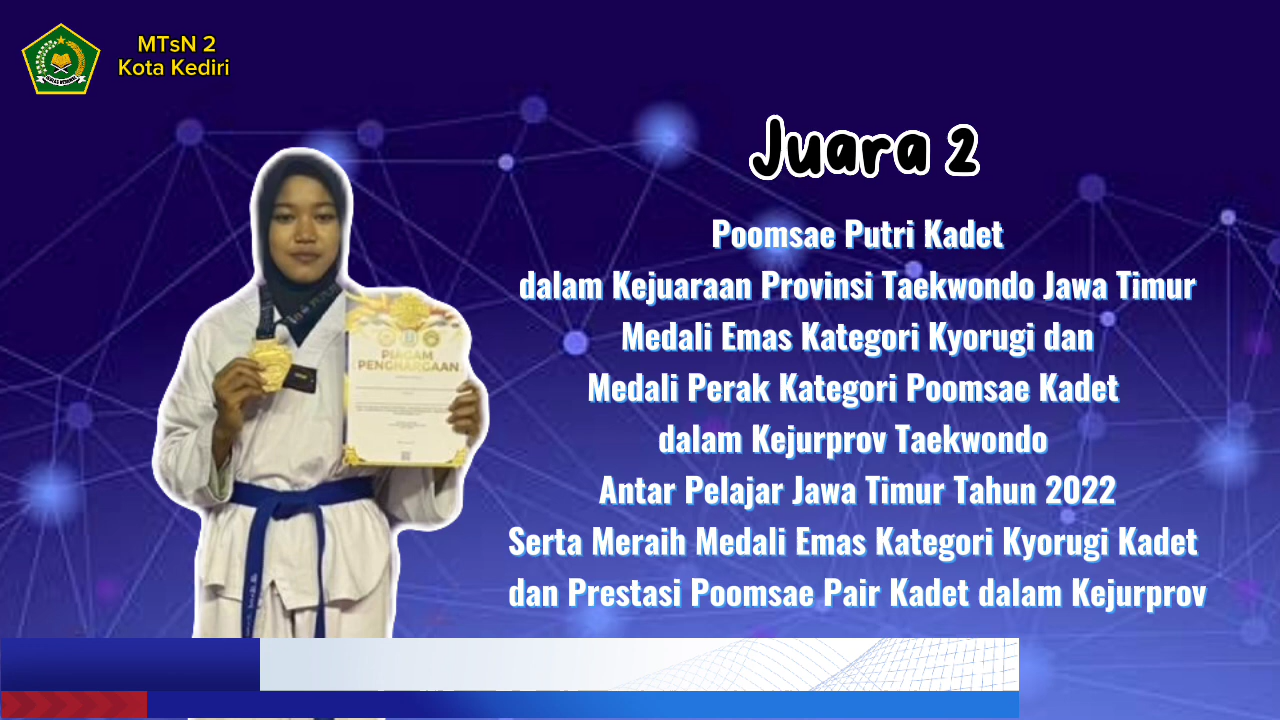 MTsN 2
Kota Kediri
Juara 2
Poomsae Putri Kadet
dalam Kejuaraan Provinsi Taekwondo Jawa Timur
Medali Emas Kategori Kyorugi dan
Medali Perak Kategori Poomsae Kadet
dalam Kejurprov Taekwondo
Antar Pelajar Jawa Timur Tahun 2022
Serta Meraih Medali Emas Kategori Kyorugi Kadet
dan Prestasi Poomsae Pair Kadet dalam Kejurprov
PIAGAM
PENGHARGAAN